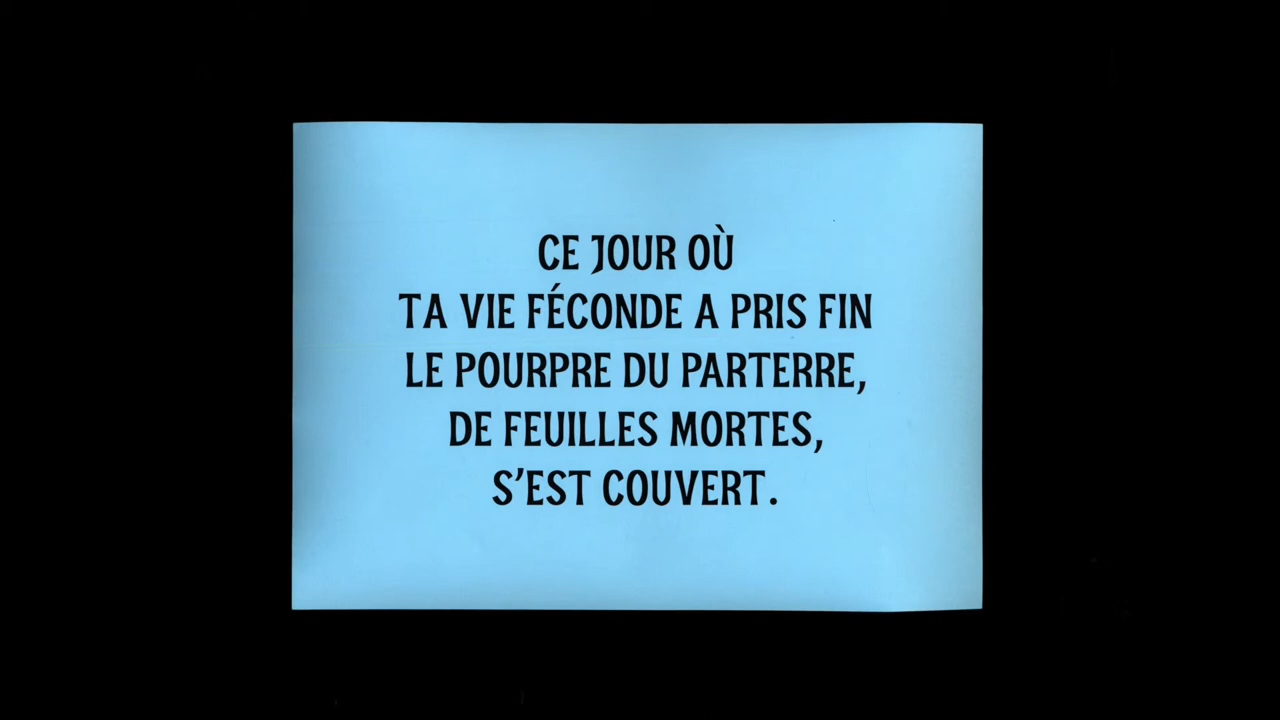 CE JOUR OÙ
TA VIE FÉCONDE A PRIS FIN
LE POURPRE DU PARTERRE,
DE FEUILLES MORTES,
S'EST COUVERT.